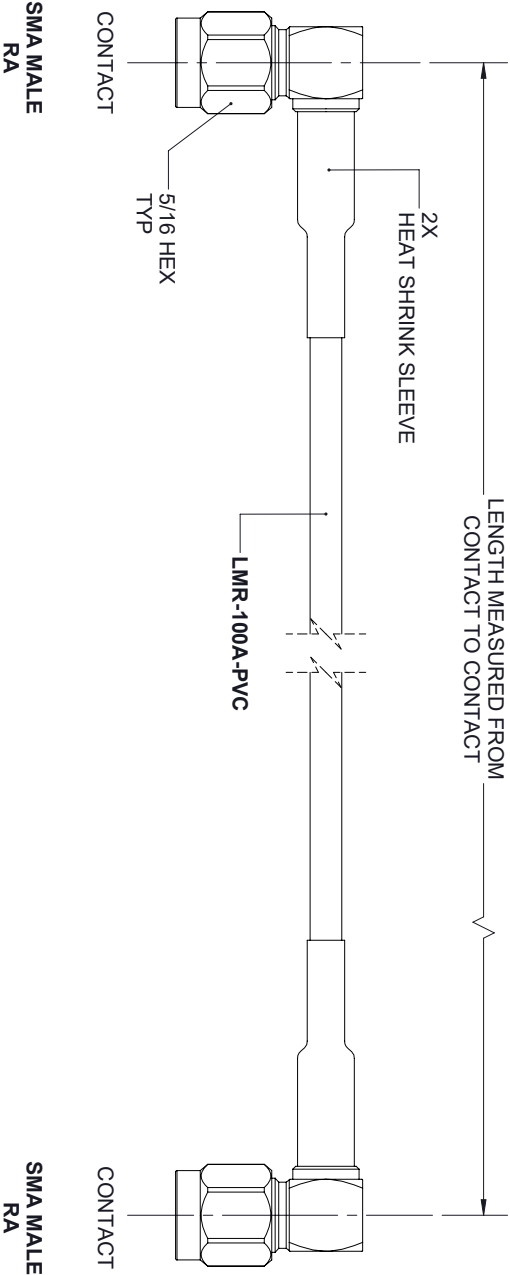 LENGTH MEASURED FROM
CONTACT TO CONTACT
2X
HEAT SHRINK SLEEVE
LMR-100A-PVC
5/16 HEX
TYP
CONTACT
CONTACT
SMA MALE
RA
SMA MALE
RA